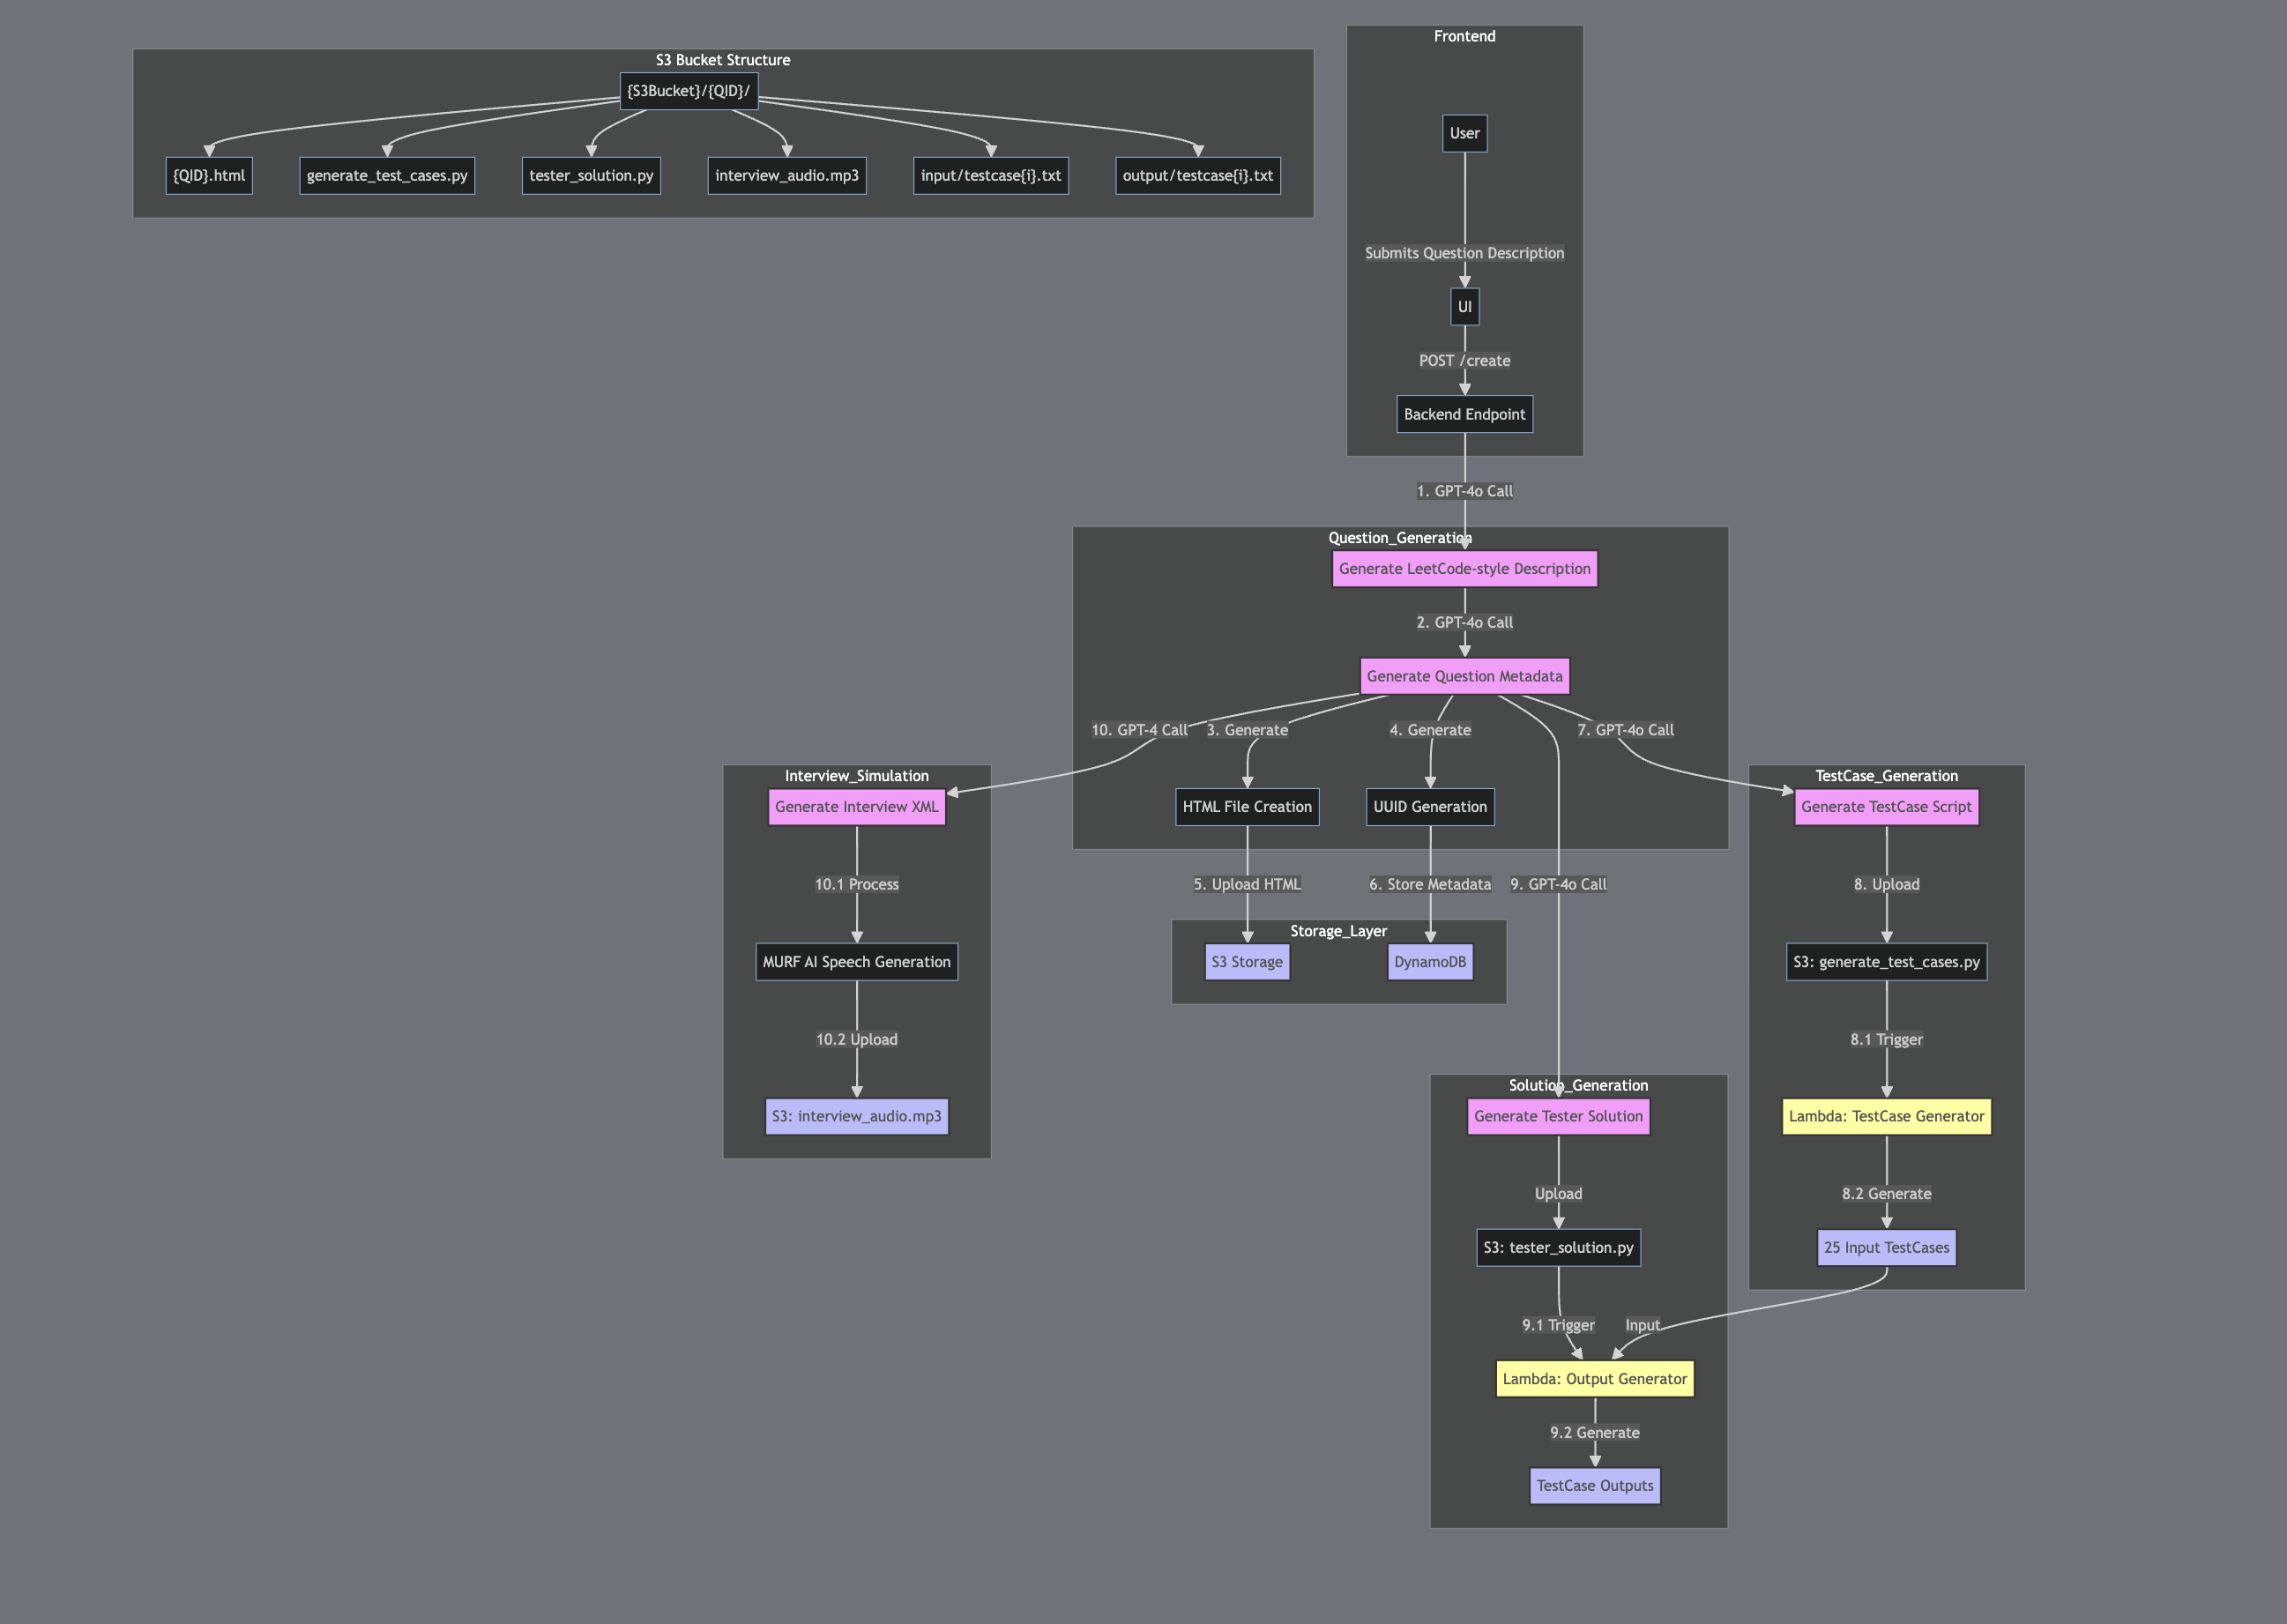 S3 Bucket Structure
{S3Bucket}/{QID}/
{QID}.html
generate_test_cases.py
tester_solution.py
interview_audio.mp3
input/testcase{i}.txt
output/testcase{i}.txt
Frontend
User
Submits Question Description
UI
POST /create
Backend Endpoint
1. GPT-4o Call
Question_Generation
Generate LeetCode-style Description
2. GPT-4o Call
Generate Question Metadata
10. GPT-4 Call
3. Generate
4. Generate
7. GPT-4o Call
HTML File Creation
UUID Generation
5. Upload HTML
6. Store Metadata
9. GPT-4o Call
Storage_Layer
S3 Storage
DynamoDB
Interview_Simulation
Generate Interview XML
10.1 Process
MURF AI Speech Generation
10.2 Upload
S3: interview_audio.mp3
TestCase_Generation
Generate TestCase Script
8. Upload
S3: generate_test_cases.py
8.1 Trigger
Lambda: TestCase Generator
8.2 Generate
25 Input TestCases
Solution_Generation
Generate Tester Solution
Upload
S3: tester_solution.py
9.1 Trigger
Input
Lambda: Output Generator
9.2 Generate
TestCase Outputs